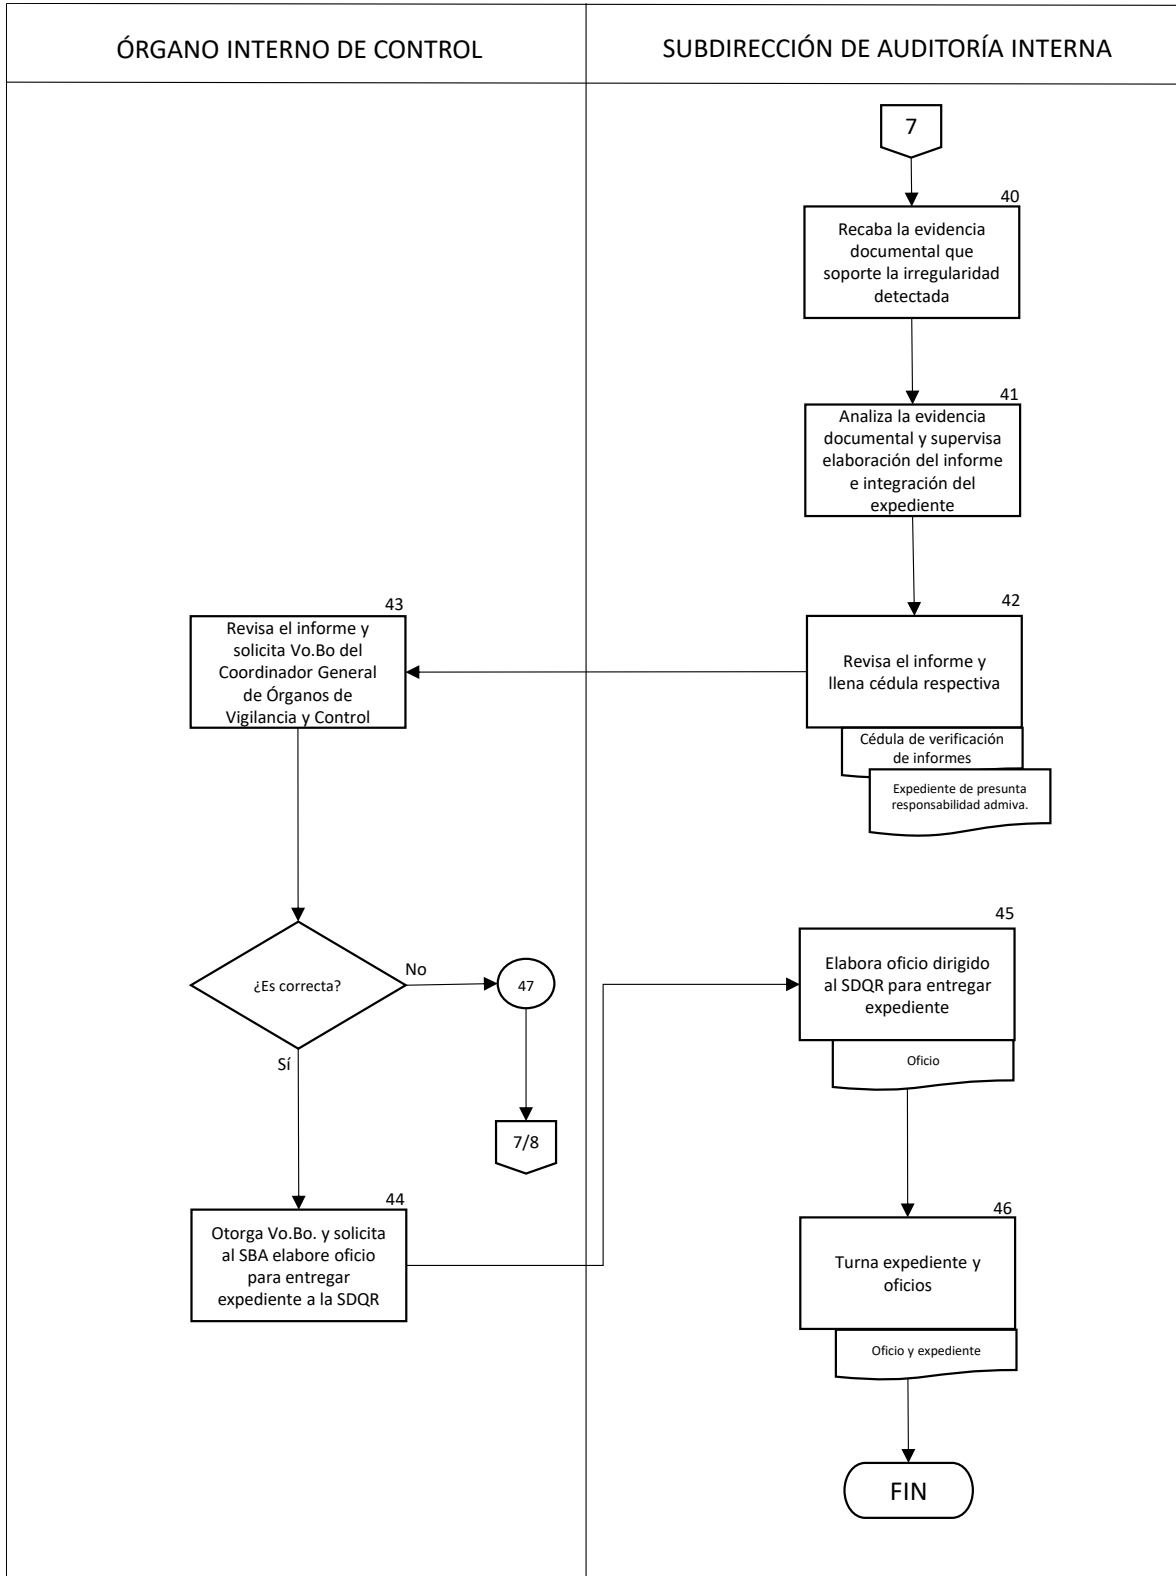 ÓRGANO INTERNO DE CONTROL
SUBDIRECCIÓN DE AUDITORÍA INTERNA
7
40
Recaba la evidencia
documental que
soporte la irregularidad
detectada
41
Analiza la evidencia
documental y supervisa
elaboración del informe
e integración del
expediente
42
Revisa el informe y
llena cédula respectiva
Cédula de verificación
de informes
Expediente de presunta
responsabilidad admiva.
43
Revisa el informe y
solicita Vo.Bo del
Coordinador General
de Órganos de
Vigilancia y Control
¿Es correcta?
No
47
7/8
Sí
44
Otorga Vo.Bo. y solicita
al SBA elabore oficio
para entregar
expediente a la SDQR
45
Elabora oficio dirigido
al SDQR para entregar
expediente
Oficio
46
Turna expediente y
oficios
Oficio y expediente
FIN